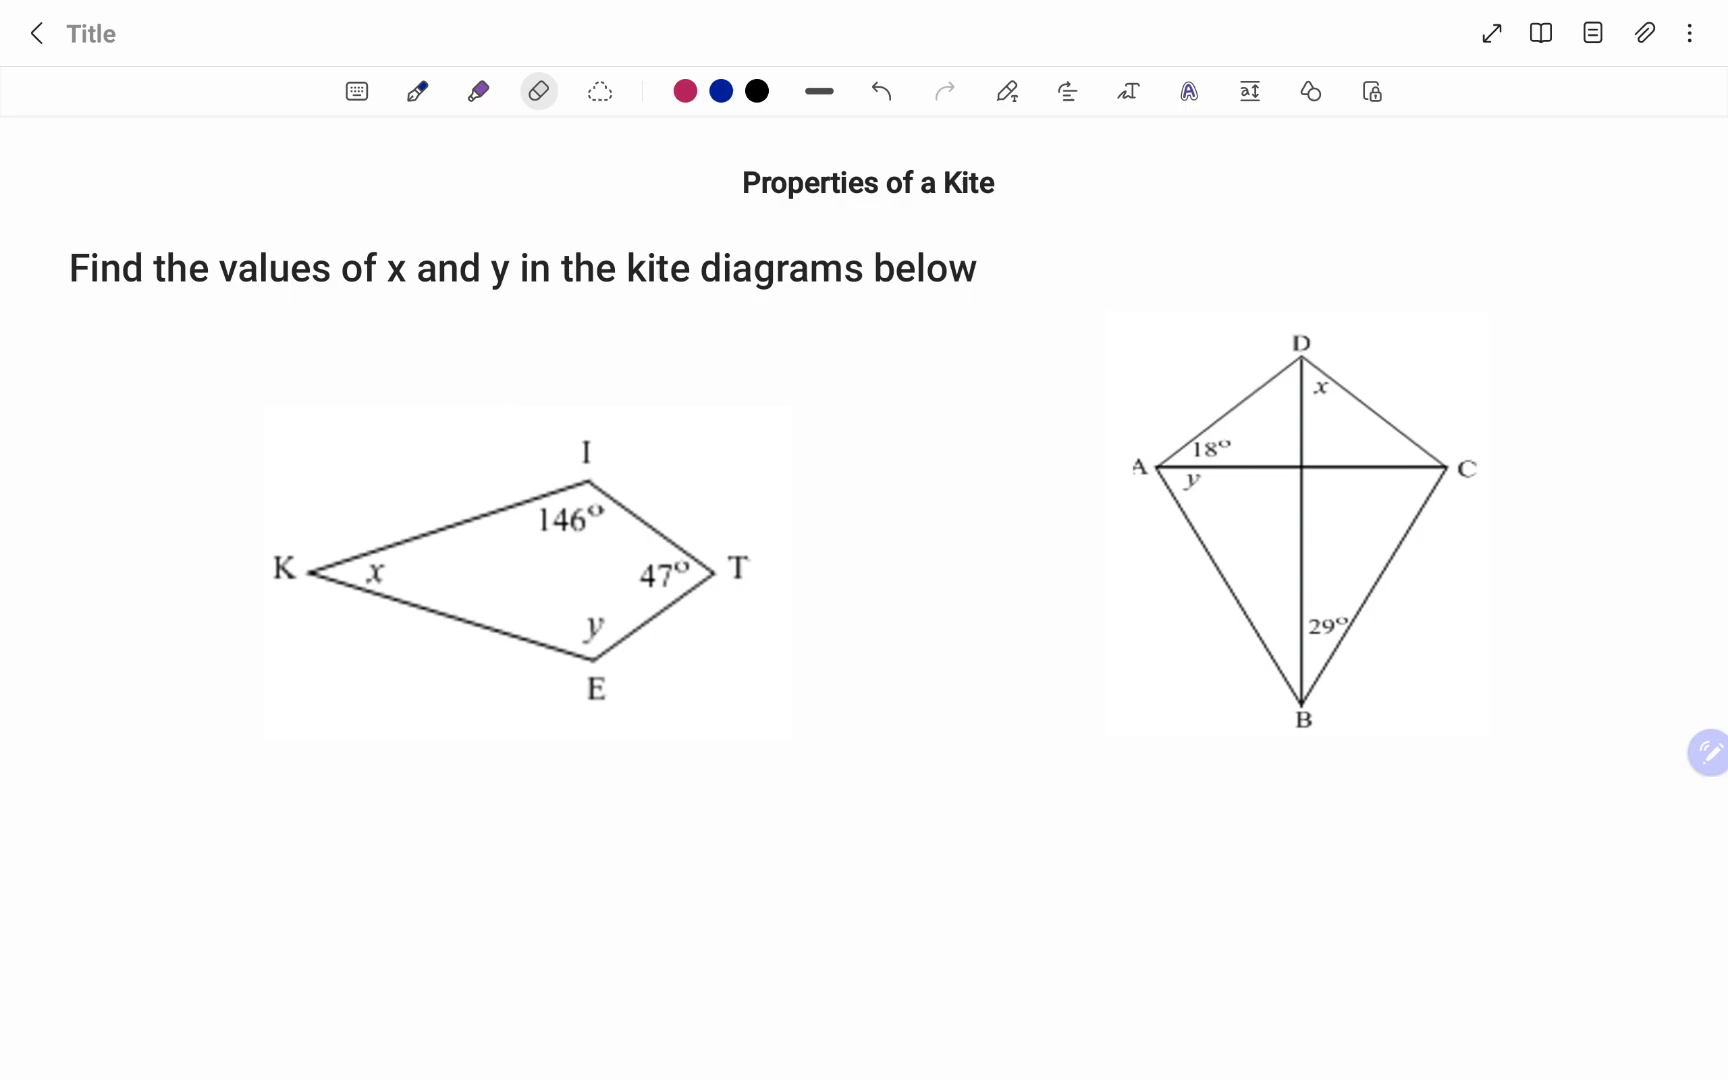 Title
Properties of a Kite
Find the values of x and y in the kite diagrams below
I
146°
K
x
47°
T
y
E
D
x
18°
A
y
C
29°
B